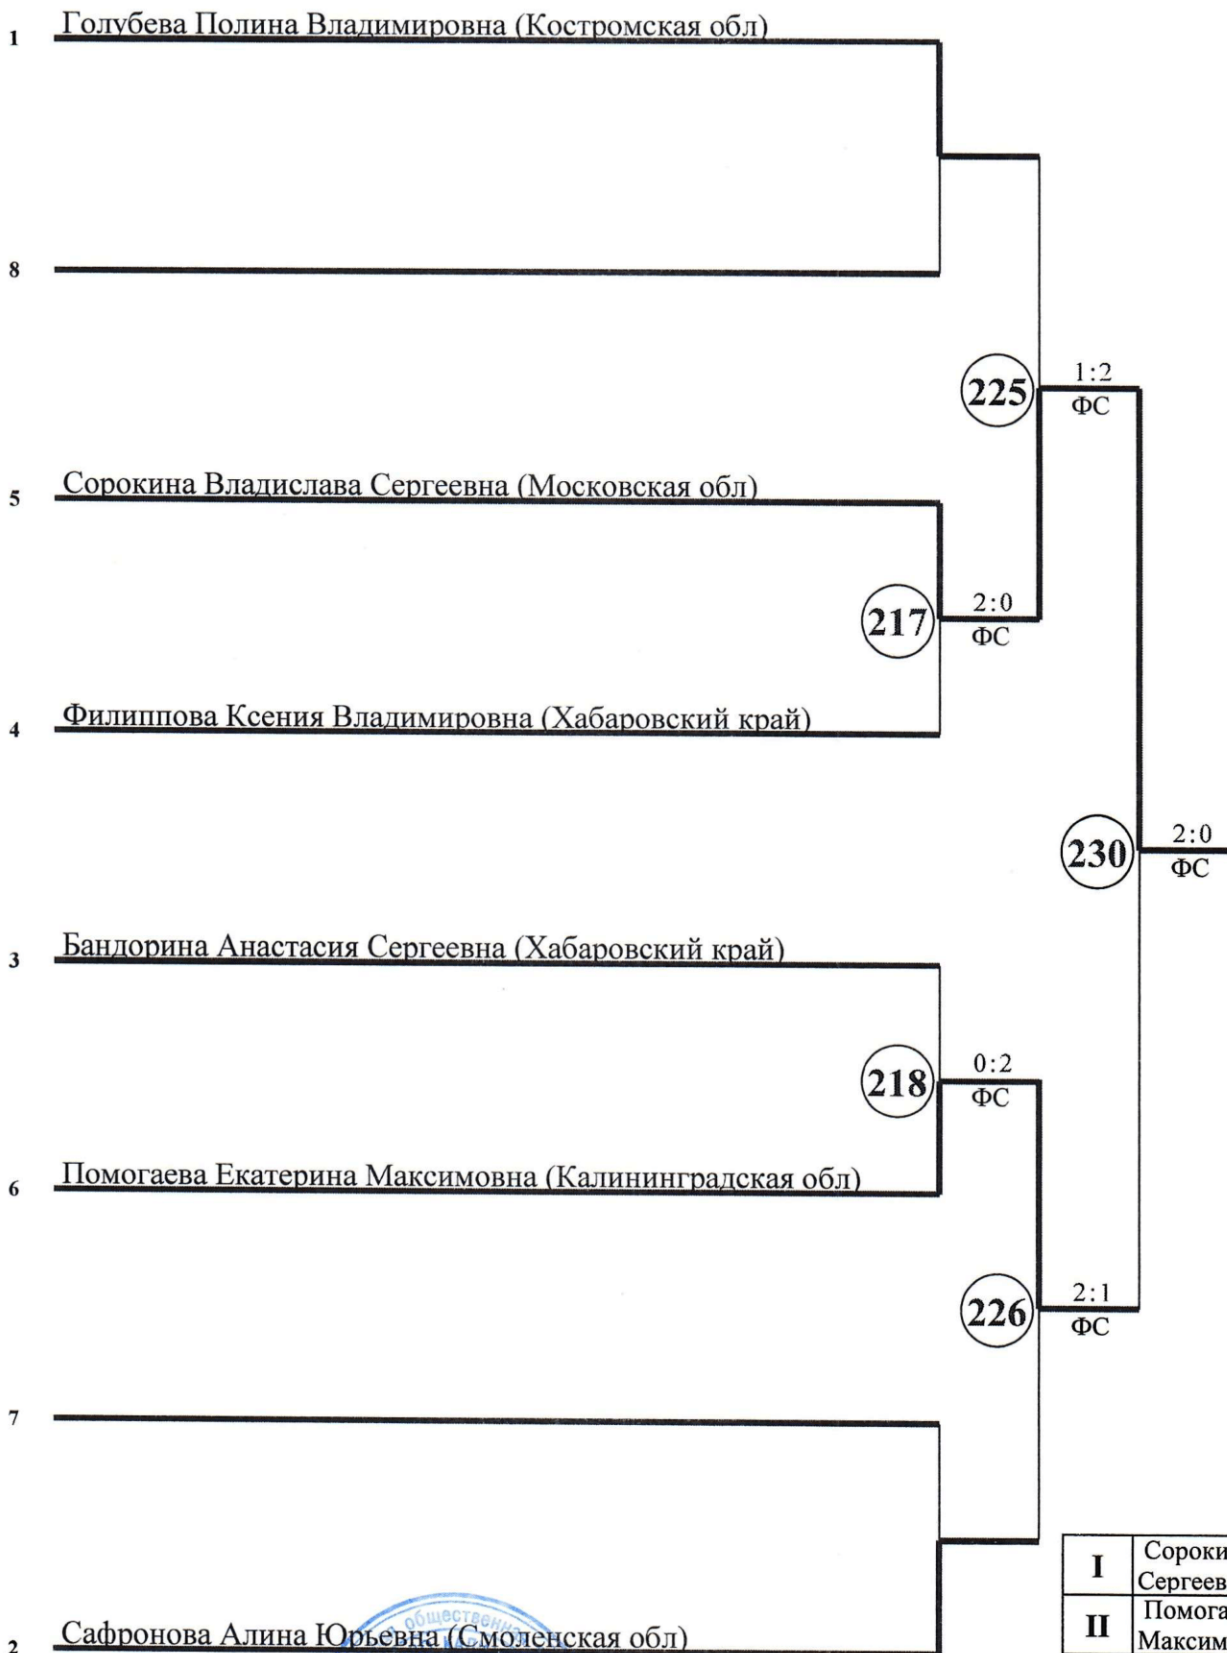 1 Голубева Полина Владимировна (Костромская обл)
8
225 1:2
ФС
5 Сорокина Владислава Сергеевна (Московская обл)
217 2:0
ФС
4 Филиппова Ксения Владимировна (Хабаровский край)
230 2:0
ФС
3 Бандорина Анастасия Сергеевна (Хабаровский край)
218 0:2
ФС
6 Помогаева Екатерина Максимовна (Калининградская обл)
226 2:1
ФС
7
I Сороки
Сергеев
II Помога
Максим
общественная
2 Сафронова Алина Юрьевна (Смоленская обл)